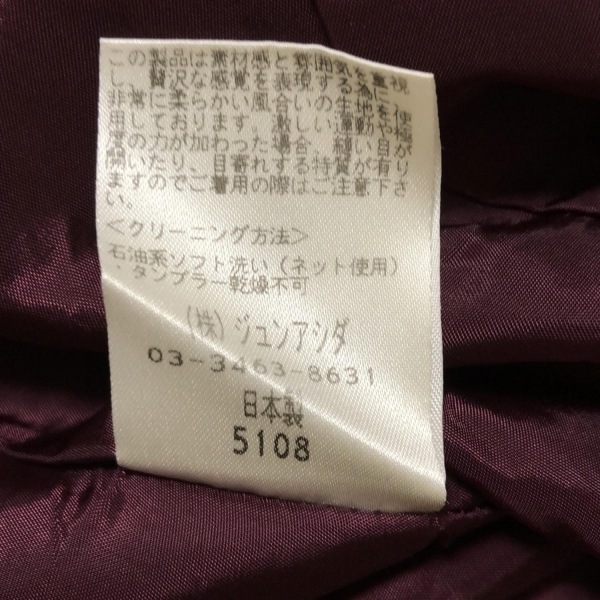 この製品は素材感と雰囲気を重視
し、贅沢な感覚を表現する為に
非常に柔らかい風合いの生地を使
用しております。激しい運動や極
度の力が加わった場合、
開いたり、目寄れする特質が有り
ますのでご着用の際はご注意下さ
い。
<クリーニング方法>
石油系ソフト洗い(ネット使用)
・タンブラー乾燥不可
(株)ジュンアシダ
03-3463-8631
日本製
5108